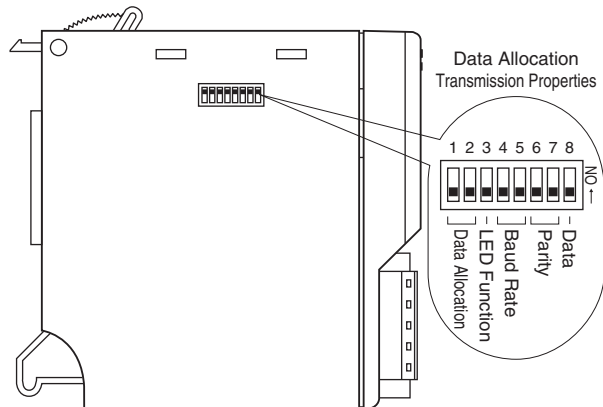 Data Allocation
Transmission Properties
1 2 3 4 5 6 7 8
ON →
Data Allocation
LED Function
Baud Rate
Parity
Data